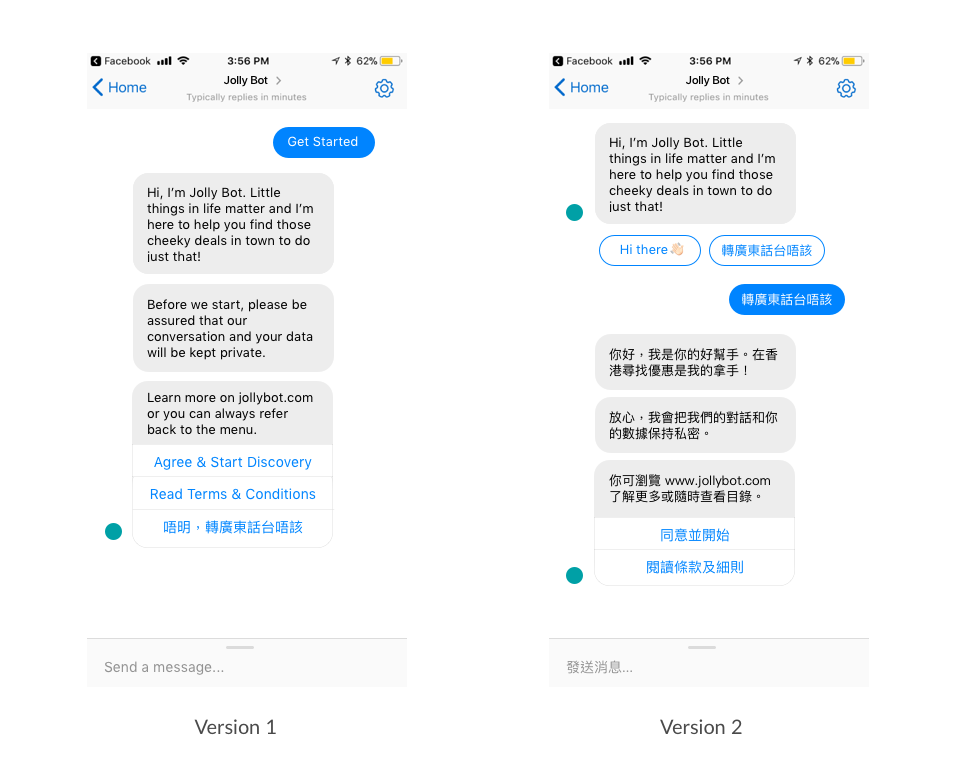 Facebook
3:56 PM
62%
Home
Jolly Bot
Typically replies in minutes
Get Started
Hi, I'm Jolly Bot. Little
things in life matter and I'm
here to help you find those
cheeky deals in town to do
just that!
Before we start, please be
assured that our
conversation and your data
will be kept private.
Learn more on jollybot.com
or you can always refer
back to the menu.
Agree & Start Discovery
Read Terms & Conditions
唔明，轉廣東話台唔該
Send a message...
Version 1
Facebook
3:56 PM
62%
Home
Jolly Bot
Typically replies in minutes
Hi, I'm Jolly Bot. Little
things in life matter and I'm
here to help you find those
cheeky deals in town to do
just that!
Hi there👋🏻
轉廣東話台唔該
轉廣東話台唔該
你好，我是你的好幫手。在香
港尋找優惠是我的拿手！
放心，我會把我們的對話和你
的數據保持私密。
你可瀏覽 www.jollybot.com
了解更多或隨時查看目錄。
同意並開始
閱讀條款及細則
發送消息...
Version 2